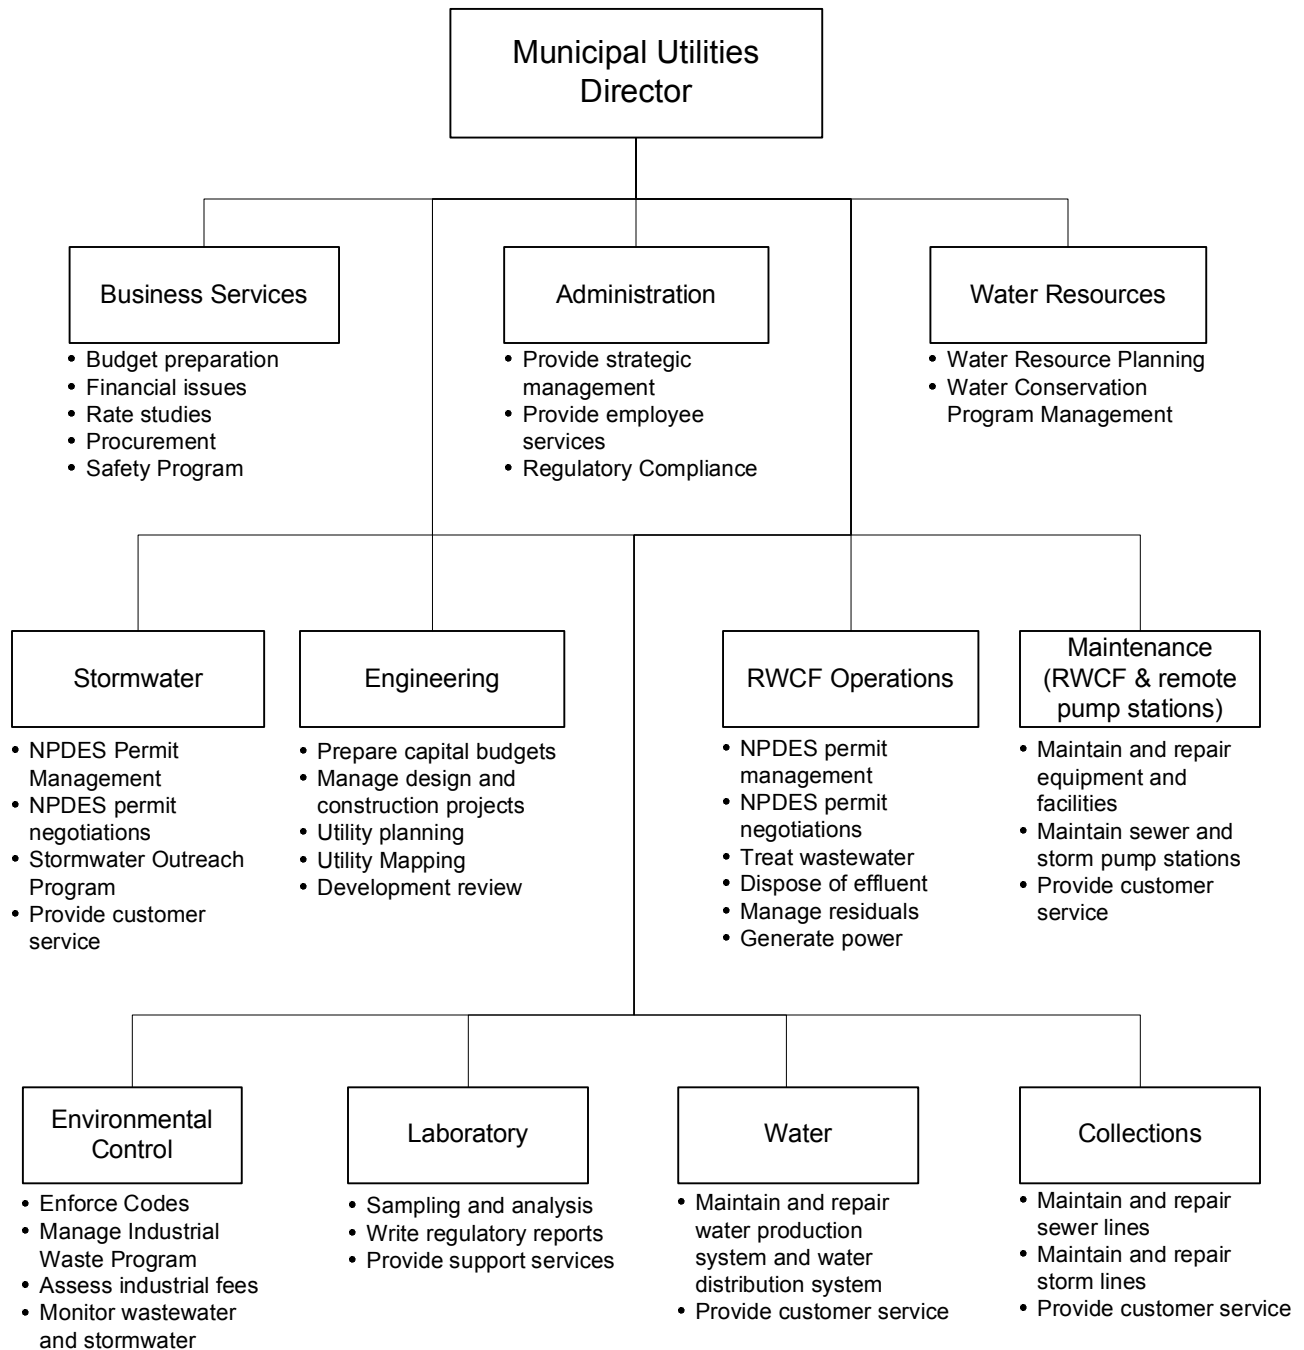 Municipal Utilities
Director
Business Services
• Budget preparation
• Financial issues
• Rate studies
• Procurement
• Safety Program
Administration
• Provide strategic
management
• Provide employee
services
• Regulatory Compliance
Water Resources
• Water Resource Planning
• Water Conservation
Program Management
Stormwater
• NPDES Permit
Management
• NPDES permit
negotiations
• Stormwater Outreach
Program
• Provide customer
service
Engineering
• Prepare capital budgets
• Manage design and
construction projects
• Utility planning
• Utility Mapping
• Development review
RWCF Operations
• NPDES permit
management
• NPDES permit
negotiations
• Treat wastewater
• Dispose of effluent
• Manage residuals
• Generate power
Maintenance
(RWCF & remote
pump stations)
• Maintain and repair
equipment and
facilities
• Maintain sewer and
storm pump stations
• Provide customer
service
Environmental
Control
• Enforce Codes
• Manage Industrial
Waste Program
• Assess industrial fees
• Monitor wastewater
and stormwater
Laboratory
• Sampling and analysis
• Write regulatory reports
• Provide support services
Water
• Maintain and repair
water production
system and water
distribution system
• Provide customer service
Collections
• Maintain and repair
sewer lines
• Maintain and repair
storm lines
• Provide customer service